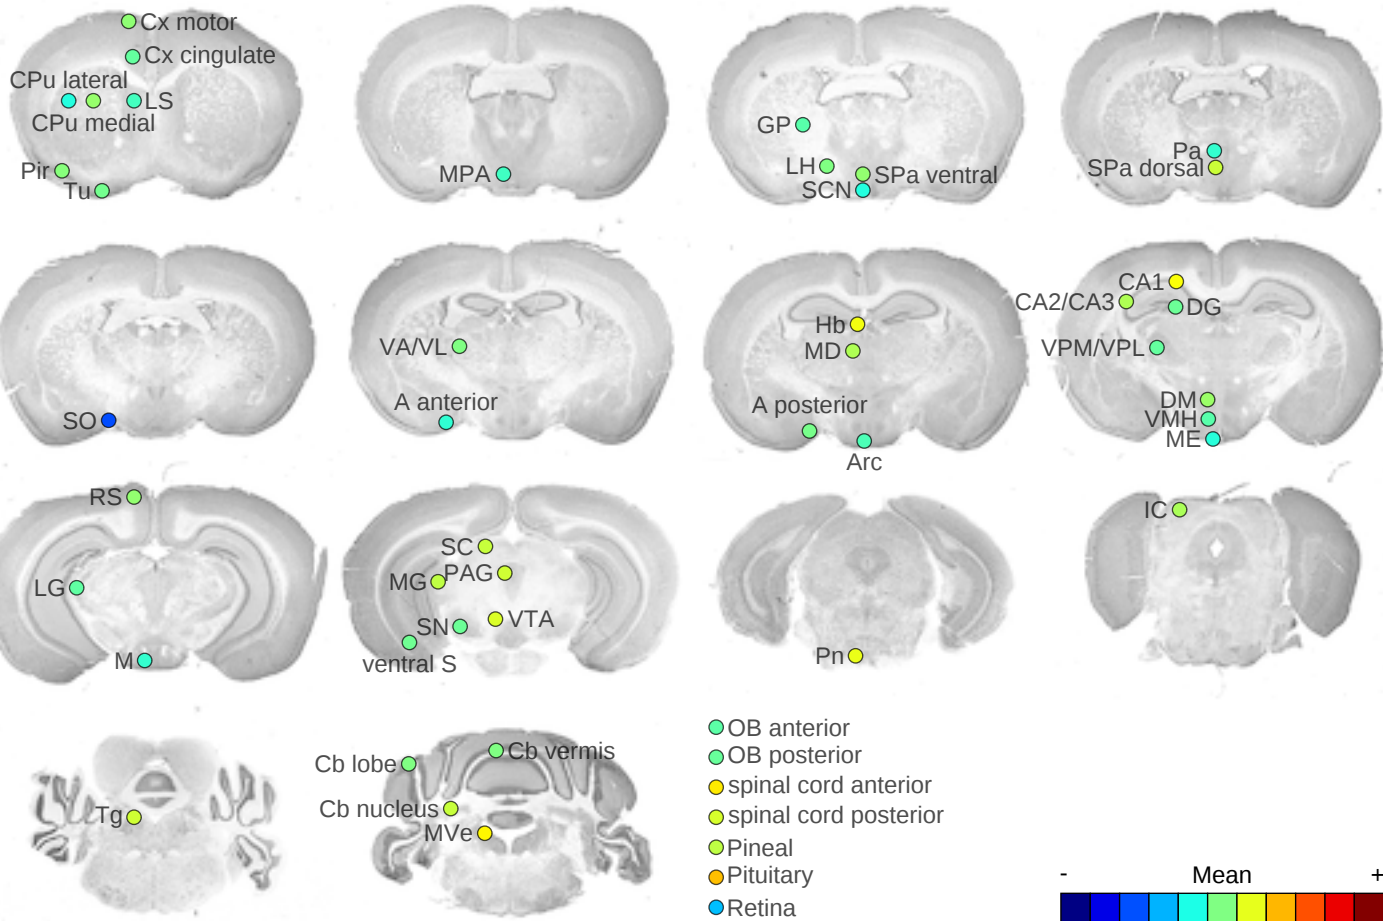 Cx motor
Cx cingulate
CPu lateral
LS
CPu medial
Pir
Tu
MPA
GP
LH
SPa ventral
SCN
Pa
SPa dorsal
SO
VA/VL
A anterior
Hb
MD
A posterior
Arc
CA1
CA2/CA3
DG
VPM/VPL
DM
VMH
ME
RS
LG
M
SC
MG
PAG
SN
VTA
ventral S
Pn
IC
Tg
Cb lobe
Cb vermis
Cb nucleus
MVe
OB anterior
OB posterior
spinal cord anterior
spinal cord posterior
Pineal
Pituitary
Retina
- Mean +